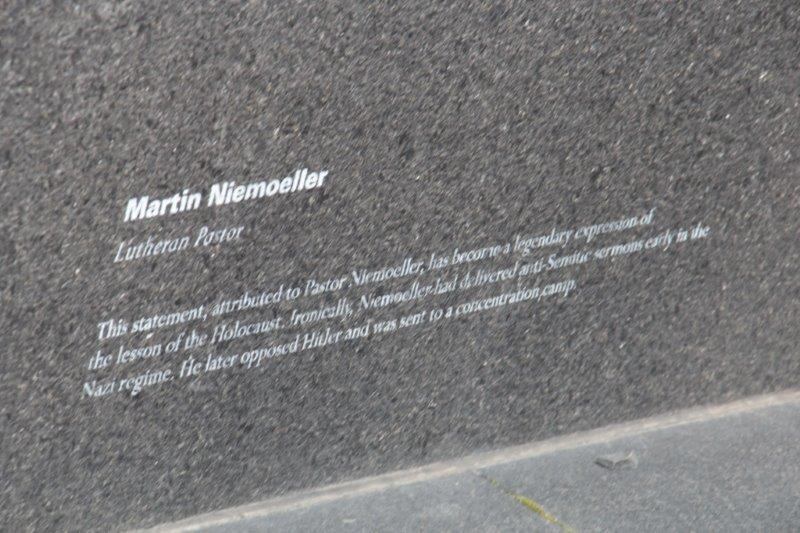 Martin Niemoeller
Lutheran Pastor
This statement, attributed to Pastor Niemoeller, has become a legendary expression of
the lesson of the Holocaust. Ironically, Niemoeller had delivered anti-Semitic sermons early in the
Nazi regime. He later opposed Hitler and was sent to a concentration camp.